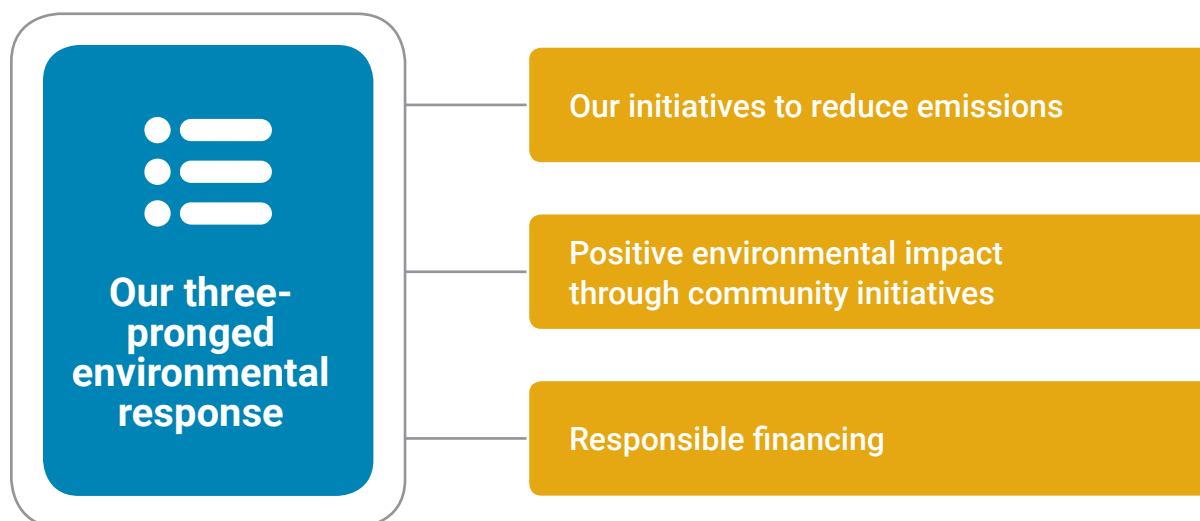 Our three-
pronged
environmental
response
Our initiatives to reduce emissions
Positive environmental impact
through community initiatives
Responsible financing